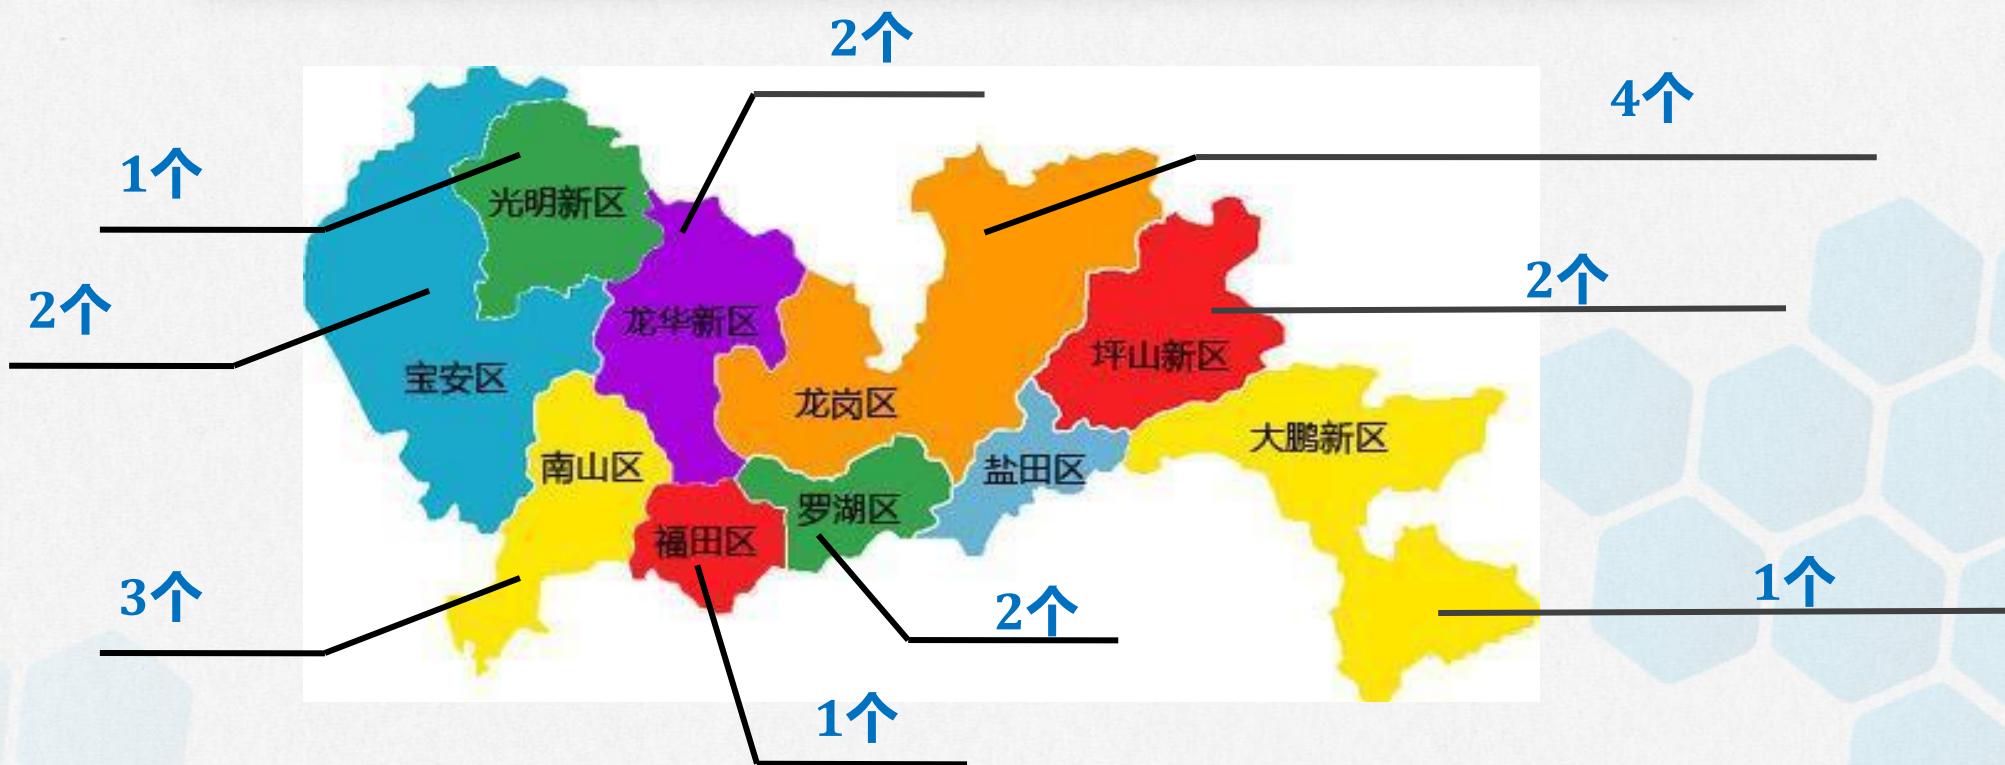 2个
4个
1个
光明新区
2个
2个
龙华新区
坪山新区
宝安区
龙岗区
大鹏新区
南山区
盐田区
罗湖区
福田区
3个
2个
1个
1个